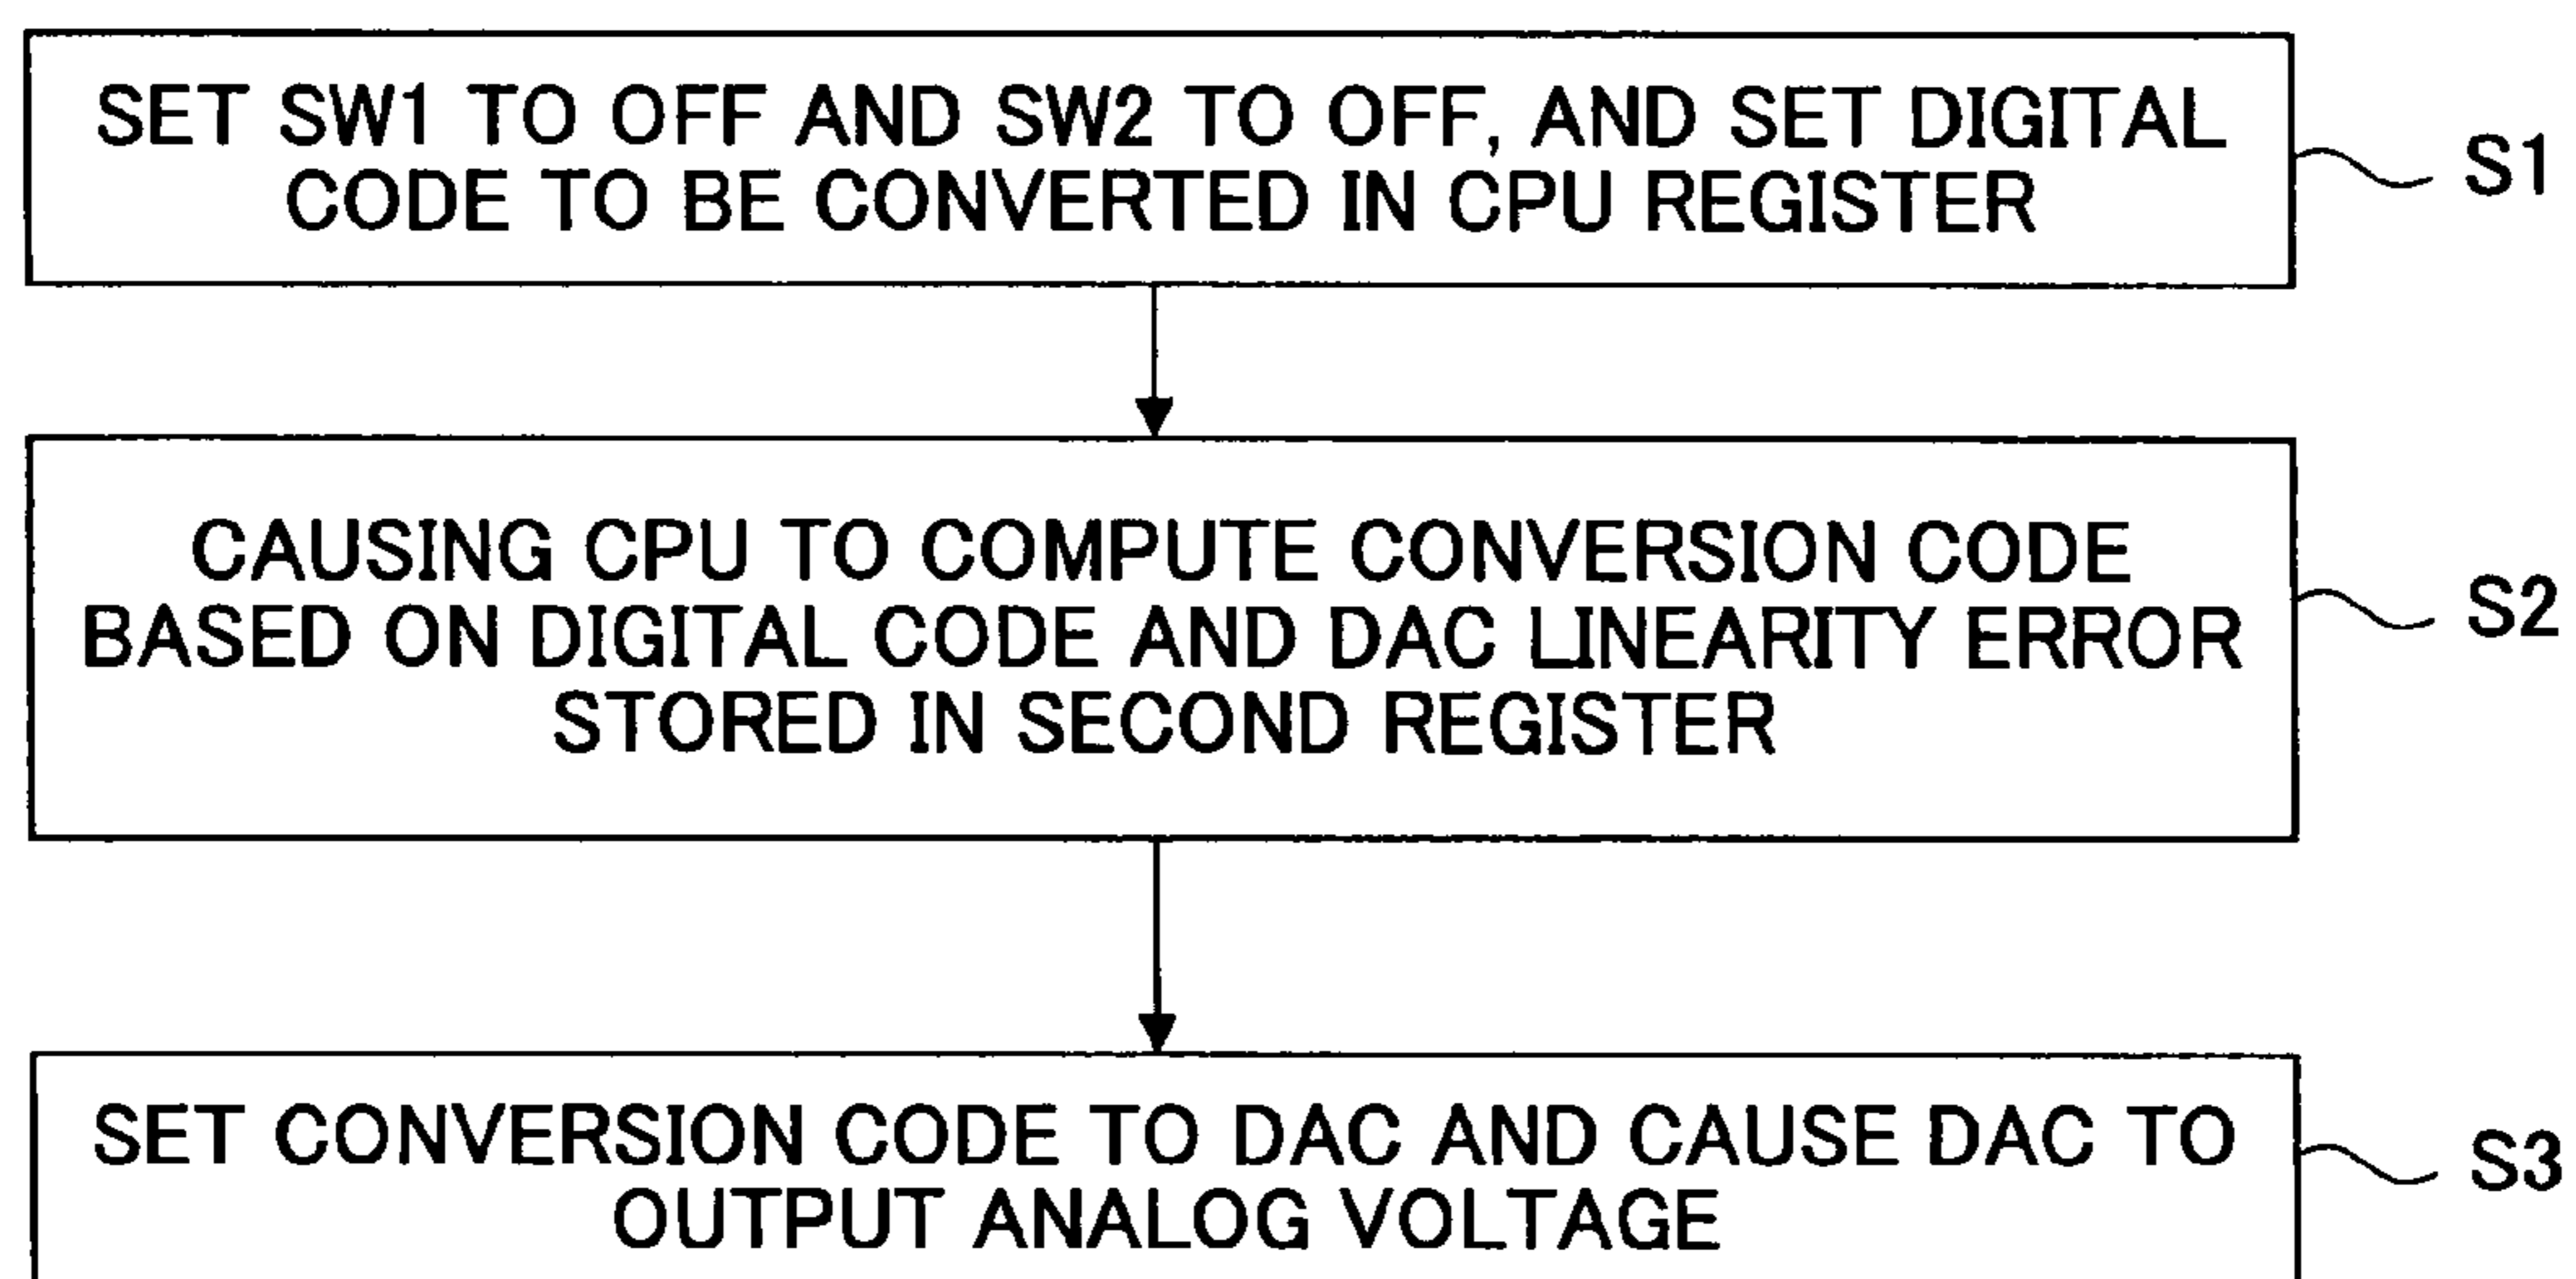 SET SW1 TO OFF AND SW2 TO OFF, AND SET DIGITAL
CODE TO BE CONVERTED IN CPU REGISTER
S1
CAUSING CPU TO COMPUTE CONVERSION CODE
BASED ON DIGITAL CODE AND DAC LINEARITY ERROR
STORED IN SECOND REGISTER
S2
SET CONVERSION CODE TO DAC AND CAUSE DAC TO
OUTPUT ANALOG VOLTAGE
S3